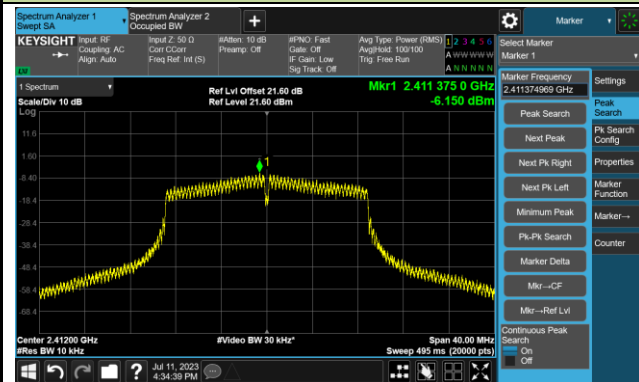 Spectrum Analyzer 1
Swept SA
Spectrum Analyzer 2
Occupied BW
+
Marker
KEYSIGHT
Input: RF
Coupling: AC
Align: Auto
Input Z: 50 Ω
Corr CCorr
Freq Ref: Int (S)
#Atten: 10 dB
Preamp: Off
#PNO: Fast
Gate: Off
IF Gain: Low
Sig Track: Off
Avg Type: Power (RMS)
Avg|Hold: 100/100
Trig: Free Run
1 2 3 4 5 6
A W W W W W
A N N N N N
LVI
Select Marker
Marker 1
1 Spectrum
Ref Lvl Offset 21.60 dB
Mkr1 2.411 375 0 GHz
Scale/Div 10 dB
Ref Level 21.60 dBm
-6.150 dBm
Log
11.6
1.60
-8.40
-18.4
-28.4
-38.4
-48.4
-58.4
-68.4
1
Center 2.41200 GHz
#Video BW 30 kHz*
Span 40.00 MHz
#Res BW 10 kHz
Sweep 495 ms (20000 pts)
Marker Frequency
2.411374969 GHz
Peak Search
Next Peak
Next Pk Right
Next Pk Left
Minimum Peak
Pk-Pk Search
Marker Delta
Mkr→CF
Mkr→Ref Lvl
Continuous Peak
Search
On
Off
Settings
Peak
Search
Pk Search
Config
Properties
Marker
Function
Marker→
Counter
?
Jul 11, 2023
4:34:39 PM